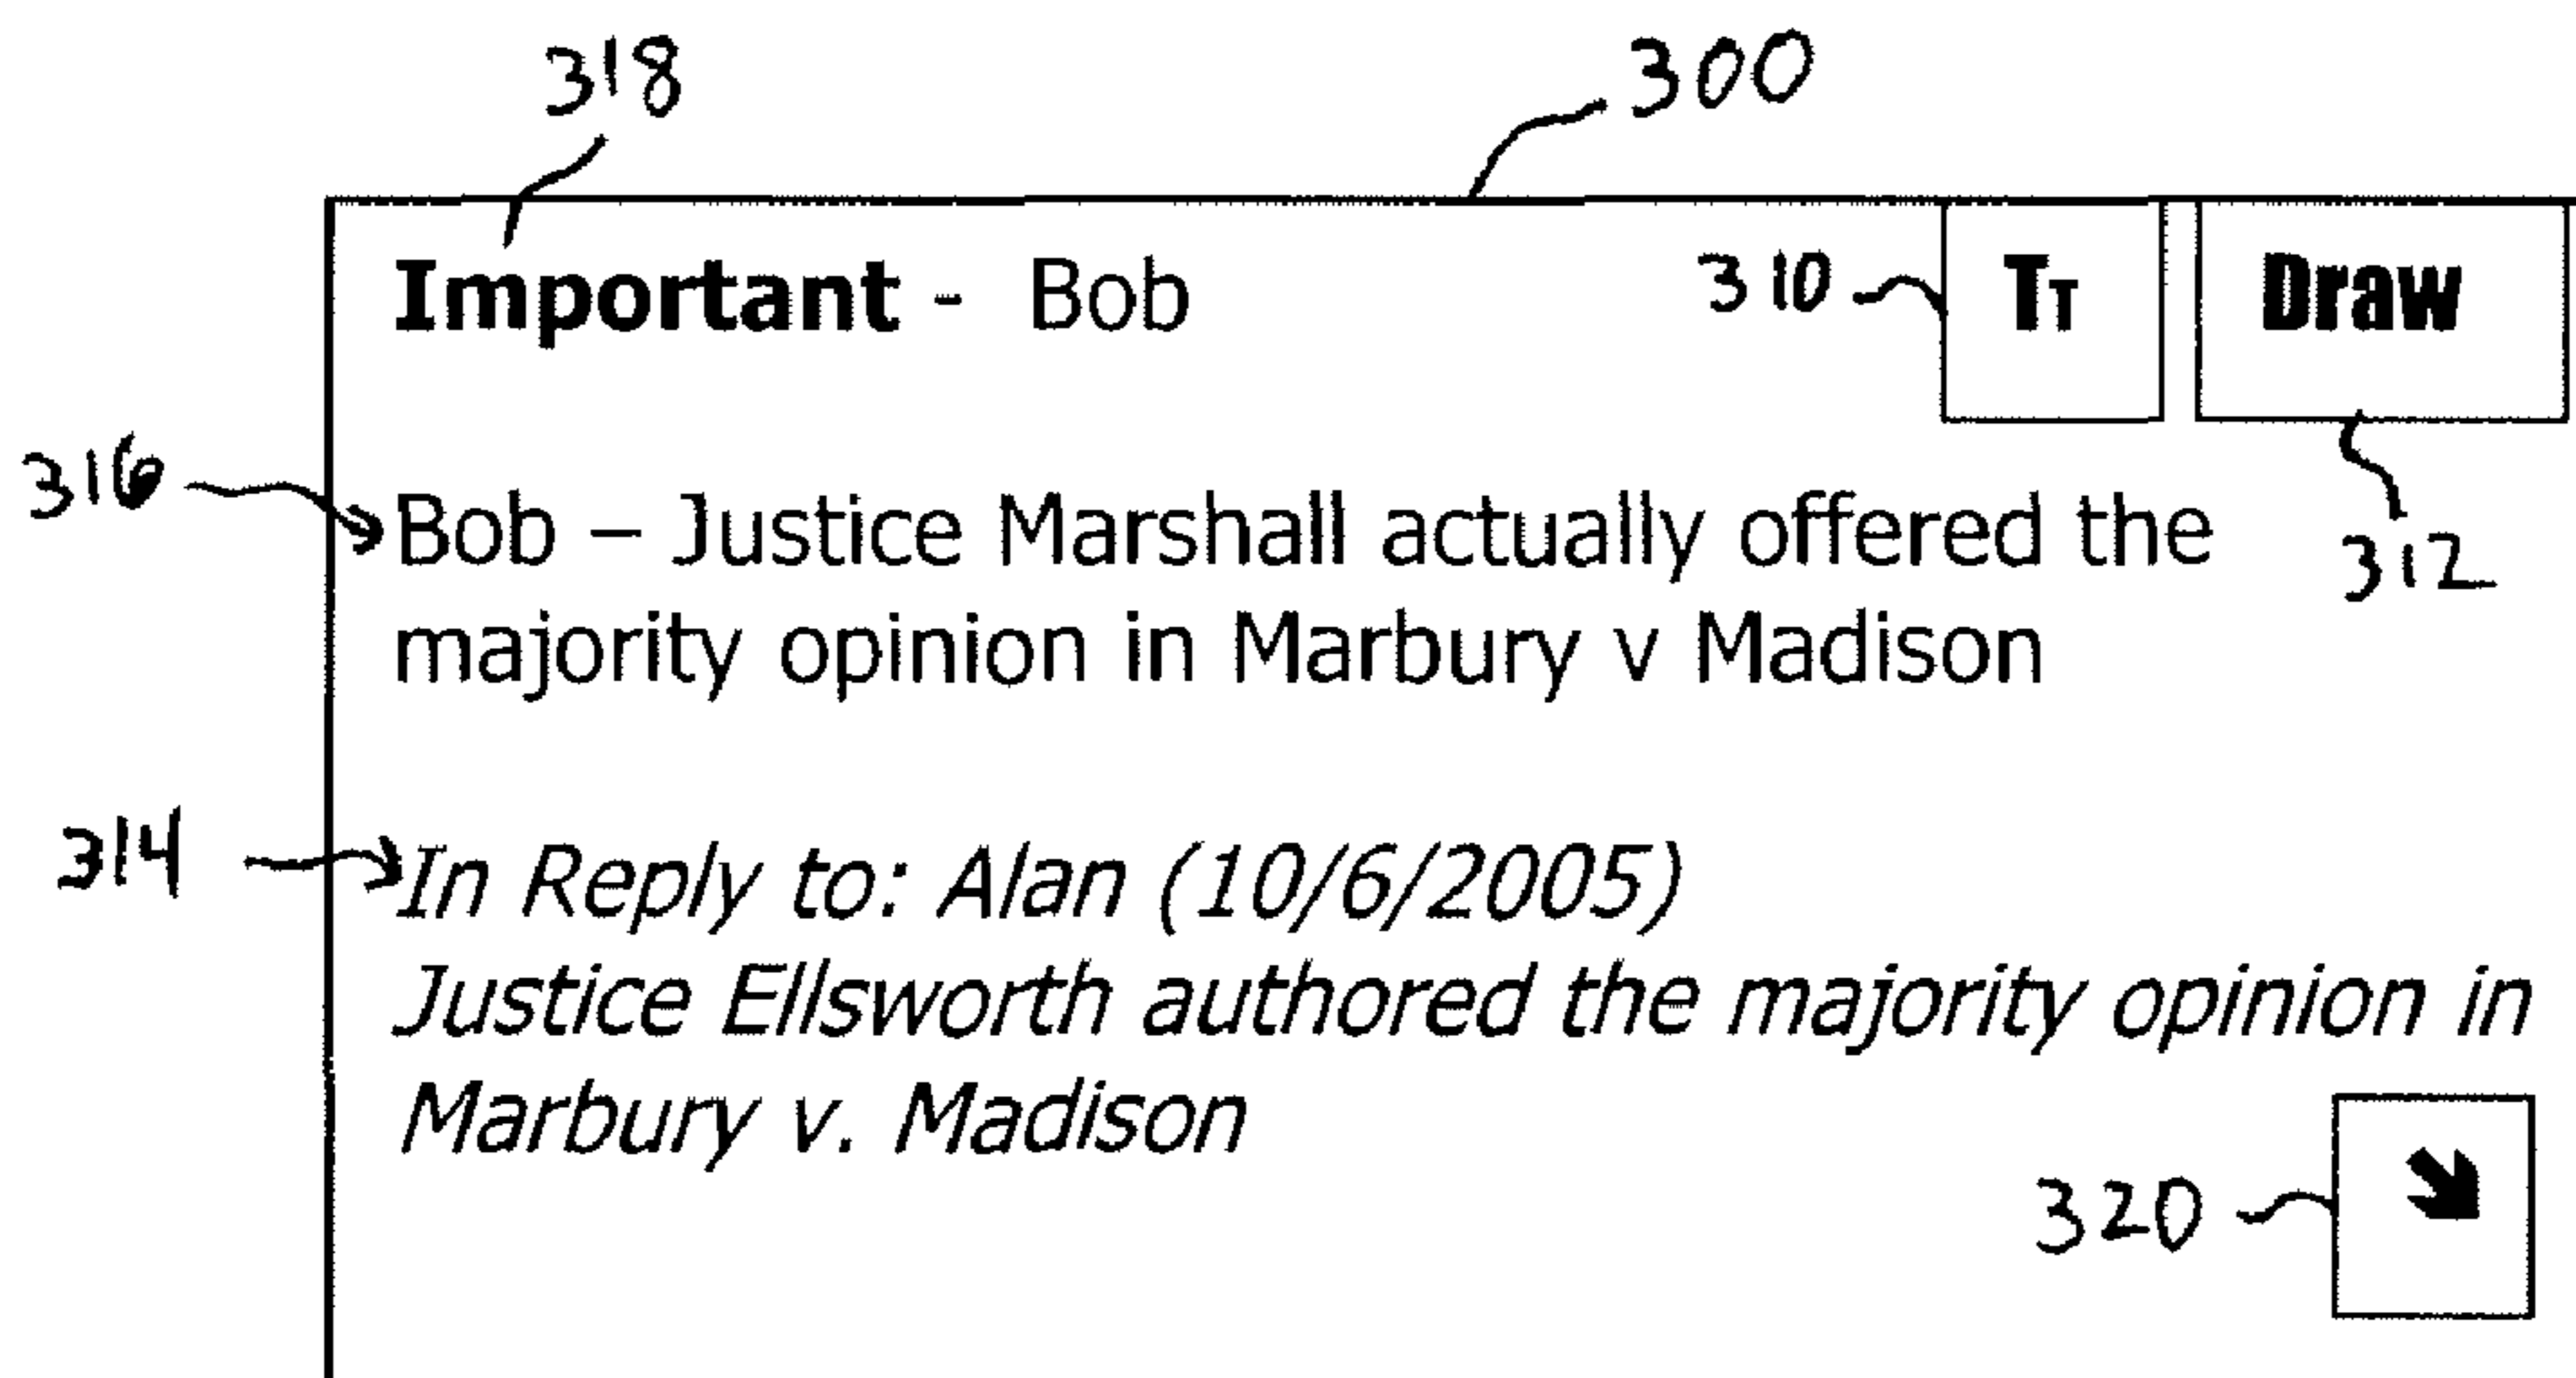 318
300
Important - Bob
310
TT
Draw
316
Bob – Justice Marshall actually offered the
majority opinion in Marbury v Madison
312
314
In Reply to: Alan (10/6/2005)
Justice Ellsworth authored the majority opinion in
Marbury v. Madison
320